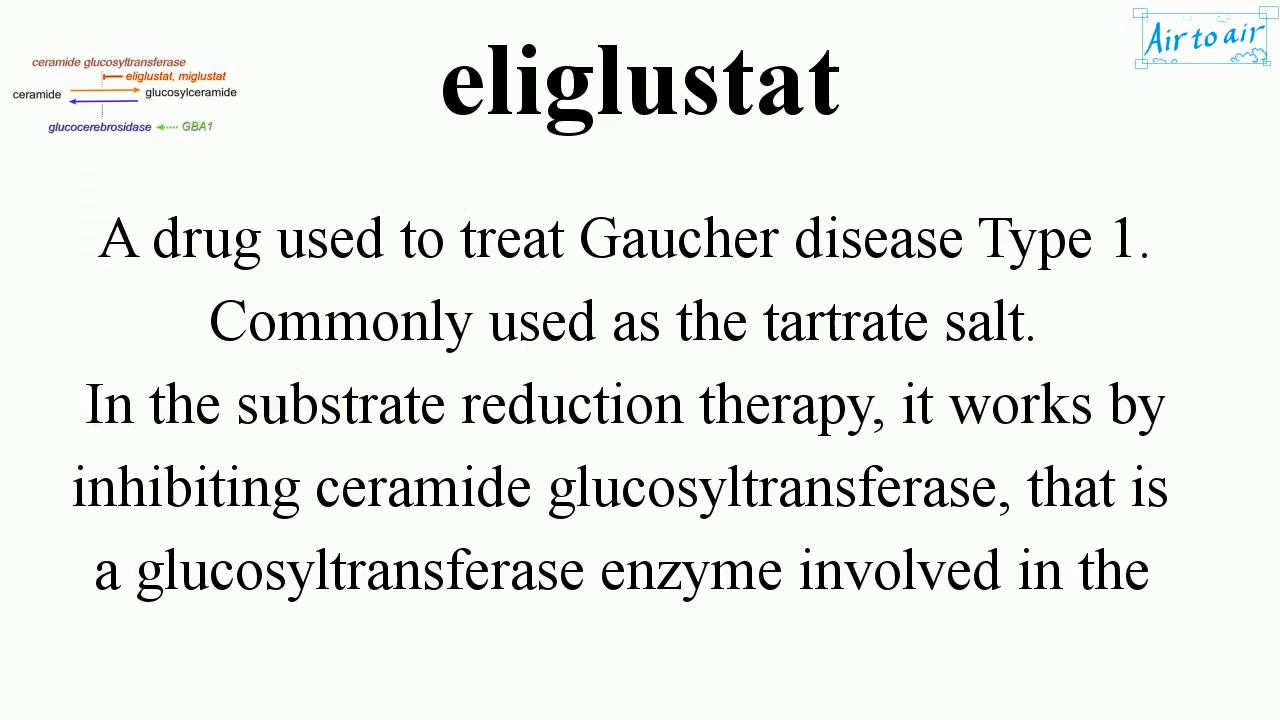 eliglustat
Air to air
ceramide glucosyltransferase
eliglustat, miglustat
ceramide
glucosylceramide
glucocerebrosidase
GBA1
A drug used to treat Gaucher disease Type 1.
Commonly used as the tartrate salt.
In the substrate reduction therapy, it works by
inhibiting ceramide glucosyltransferase, that is
a glucosyltransferase enzyme involved in the